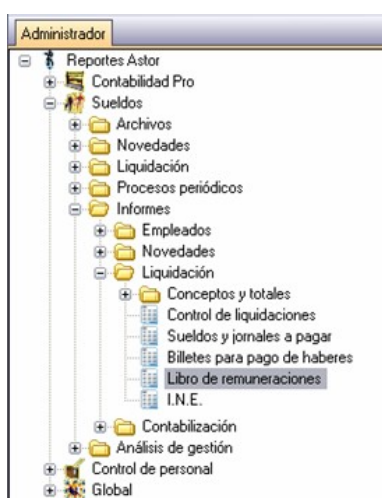 Administrador
Reportes Astor
Contabilidad Pro
Sueldos
Archivos
Novedades
Liquidación
Procesos periódicos
Informes
Empleados
Novedades
Liquidación
Conceptos y totales
Control de liquidaciones
Sueldos y jornales a pagar
Billetes para pago de haberes
Libro de remuneraciones
I.N.E.
Contabilización
Análisis de gestión
Control de personal
Global